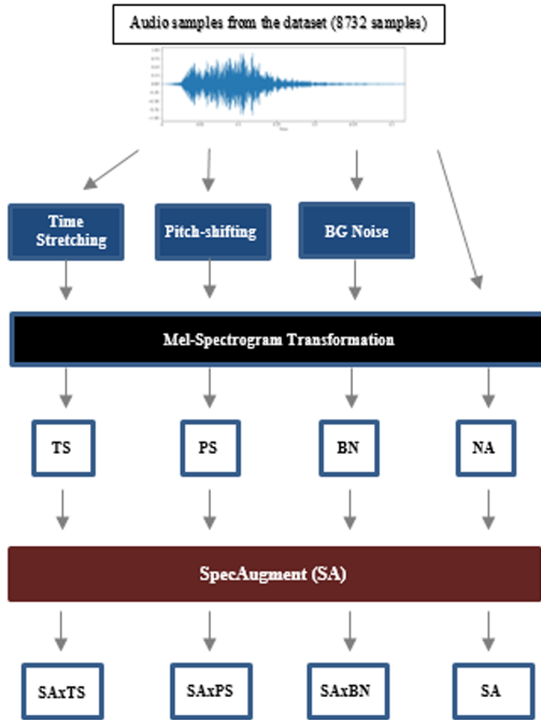 Audio samples from the dataset (8732 samples)
Time
Stretching
Pitch-shifting
BG Noise
Mel-Spectrogram Transformation
TS
PS
BN
NA
SpecAugment (SA)
SAxTS
SAxPS
SAxBN
SA